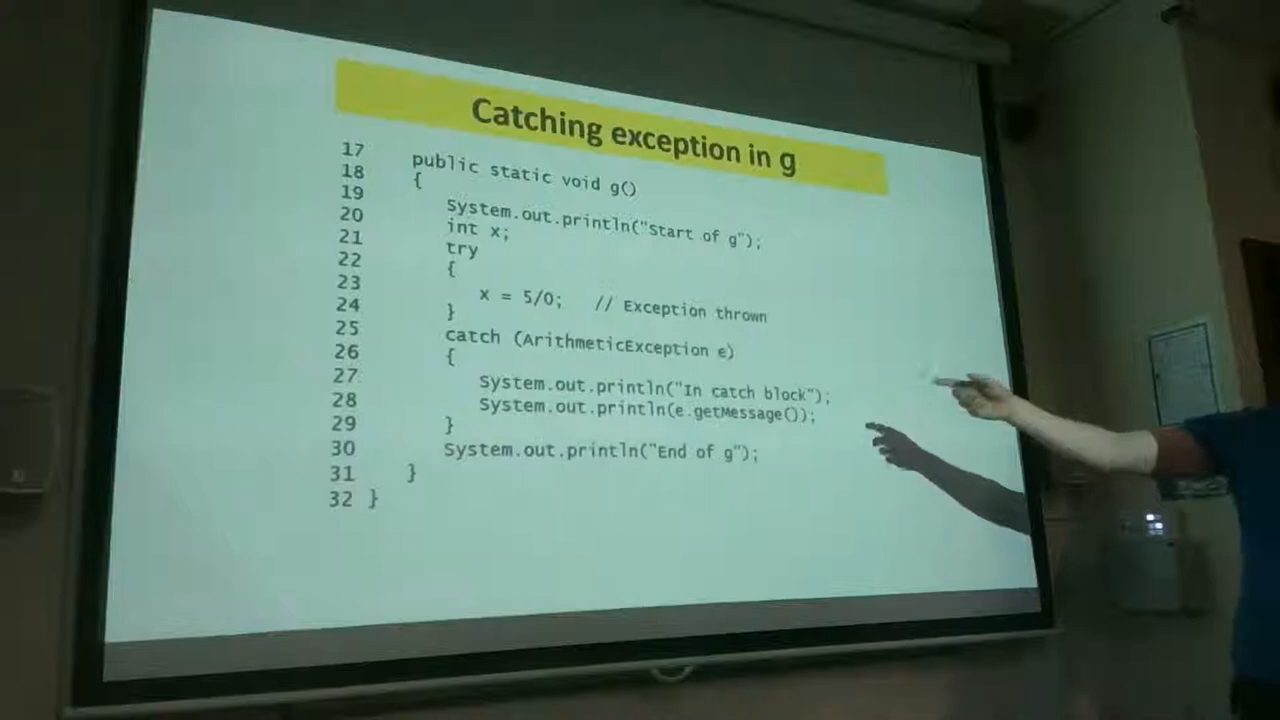 Catching exception in g
17 public static void g()
18 {
19 System.out.println("Start of g");
20 int x;
21 try
22 {
23 x = 5/0; // Exception thrown
24 }
25 catch (ArithmeticException e)
26 {
27 System.out.println("In catch block");
28 System.out.println(e.getMessage());
29 }
30 System.out.println("End of g");
31 }
32 }